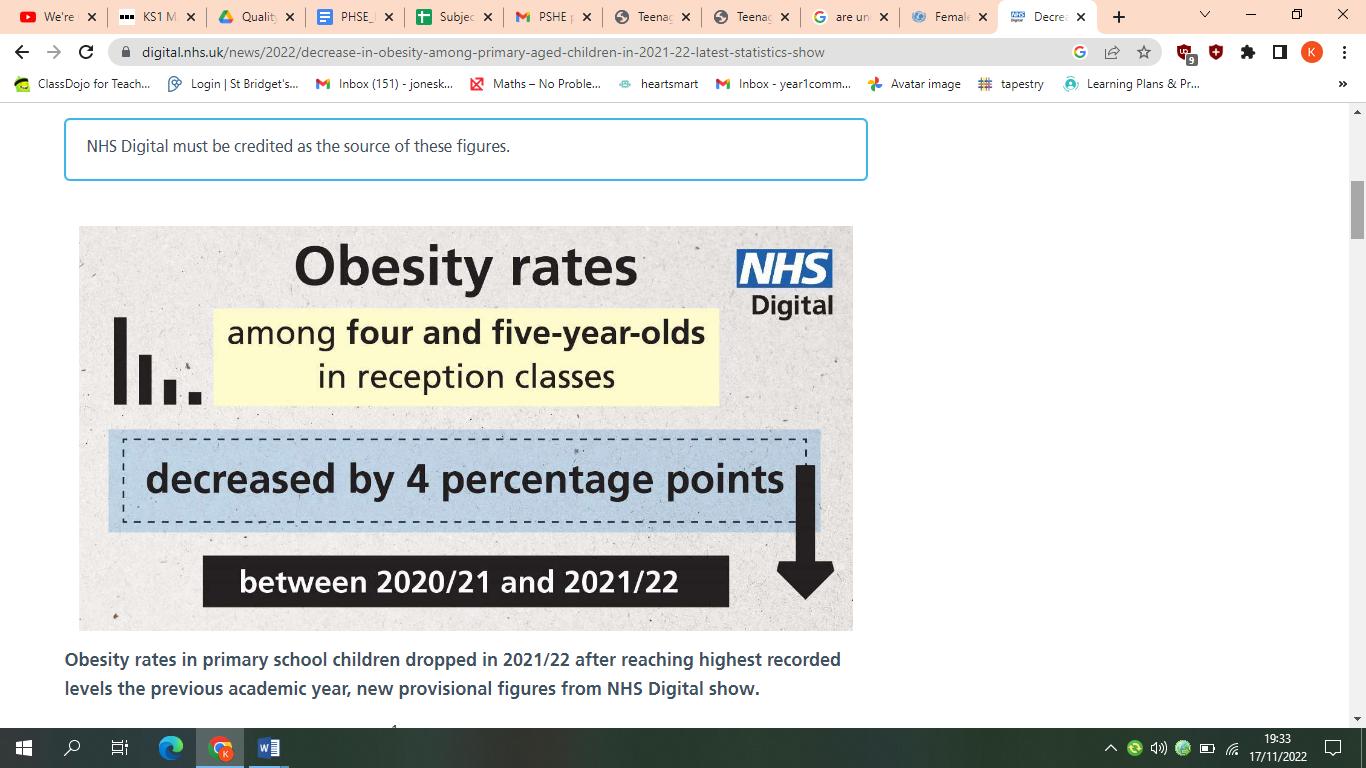 We're
KS1 M
Quality
PHSE_
Subjec
PSHE p
Teenag
Teenag
are un
Female
Decrea
digital.nhs.uk/news/2022/decrease-in-obesity-among-primary-aged-children-in-2021-22-latest-statistics-show
9
K
ClassDojo for Teach...
Login | St Bridget's...
Inbox (151) - jonesk...
Maths – No Proble...
heartsmart
Inbox - year1comm...
Avatar image
tapestry
Learning Plans & Pr...
»
NHS Digital must be credited as the source of these figures.
Obesity rates
NHS
Digital
among four and five-year-olds
in reception classes
decreased by 4 percentage points
between 2020/21 and 2021/22
Obesity rates in primary school children dropped in 2021/22 after reaching highest recorded
levels the previous academic year, new provisional figures from NHS Digital show.
19:33
17/11/2022